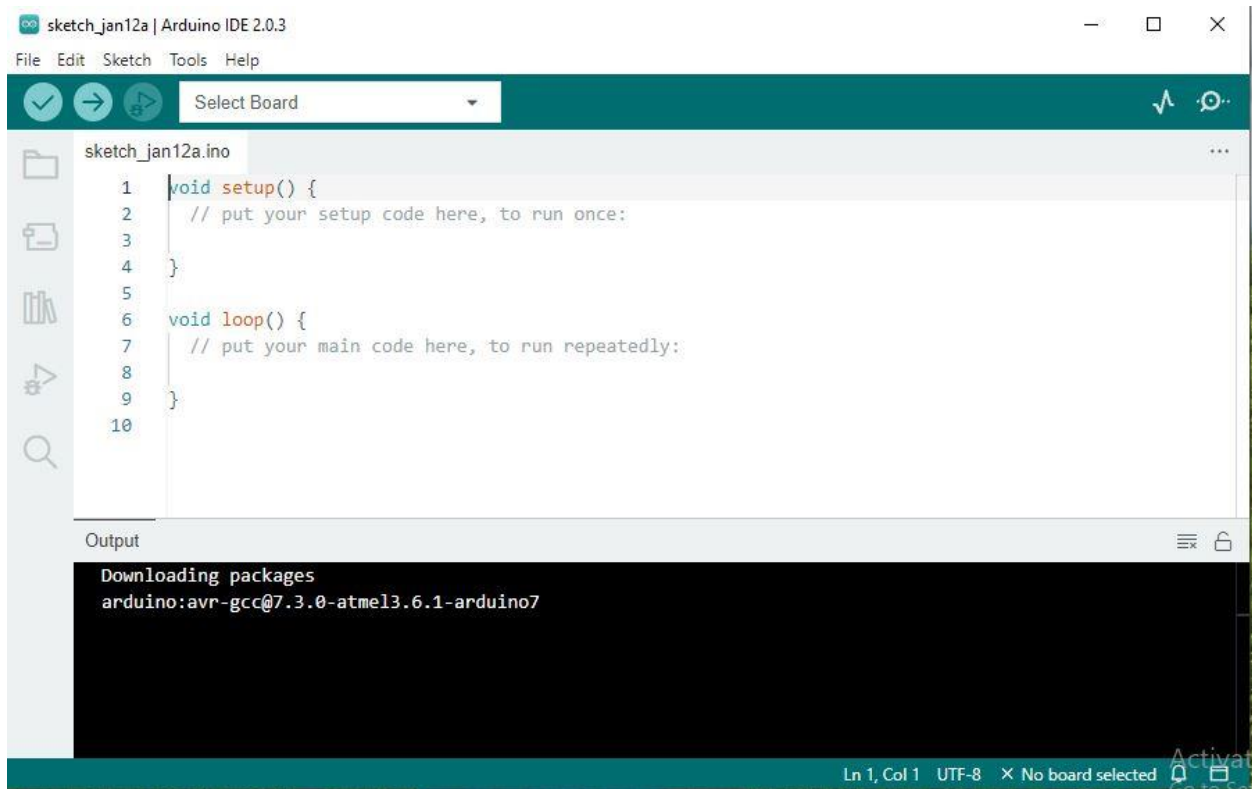 sketch_jan12a | Arduino IDE 2.0.3
File Edit Sketch Tools Help
Select Board
sketch_jan12a.ino
...
1 void setup() {
2 // put your setup code here, to run once:
3
4 }
5
6 void loop() {
7 // put your main code here, to run repeatedly:
8
9 }
10
Output
Downloading packages
arduino:avr-gcc@7.3.0-atmel3.6.1-arduino7
Activat
Ln 1, Col 1 UTF-8 × No board selected